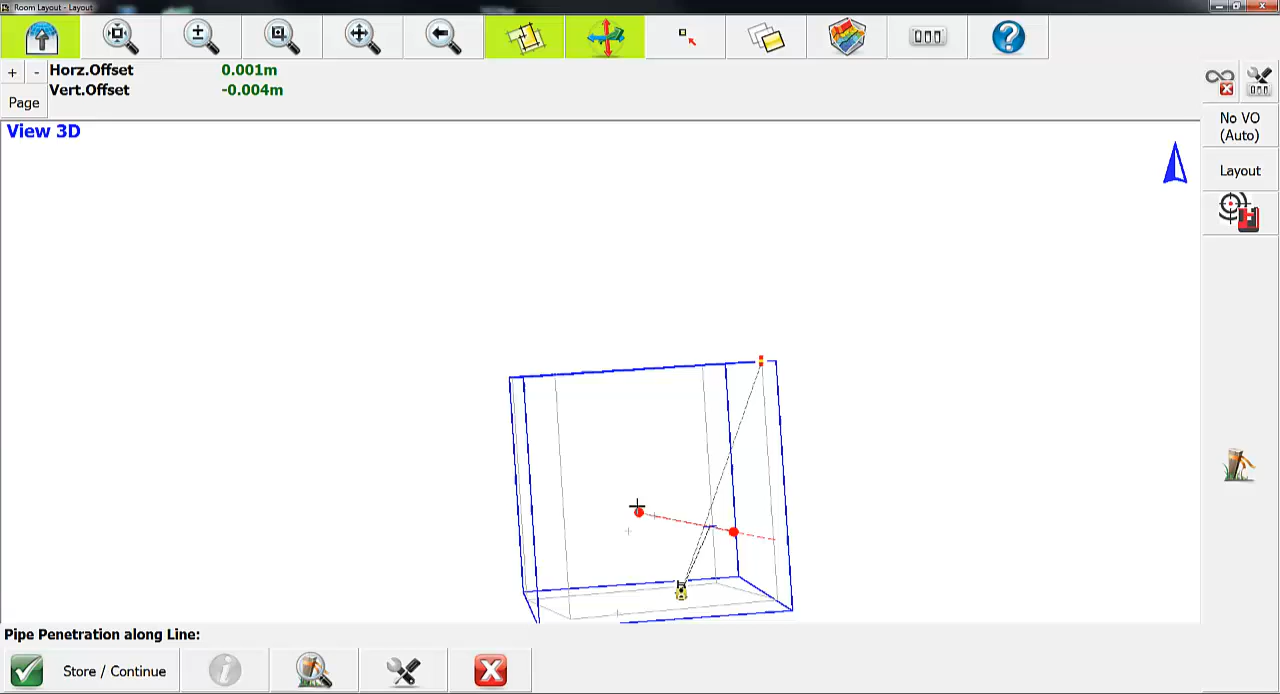 Room Layout - Layout
+ - Horz.Offset 0.001m
Vert.Offset -0.004m
Page
View 3D
No VO
(Auto)
Layout
Pipe Penetration along Line:
Store / Continue